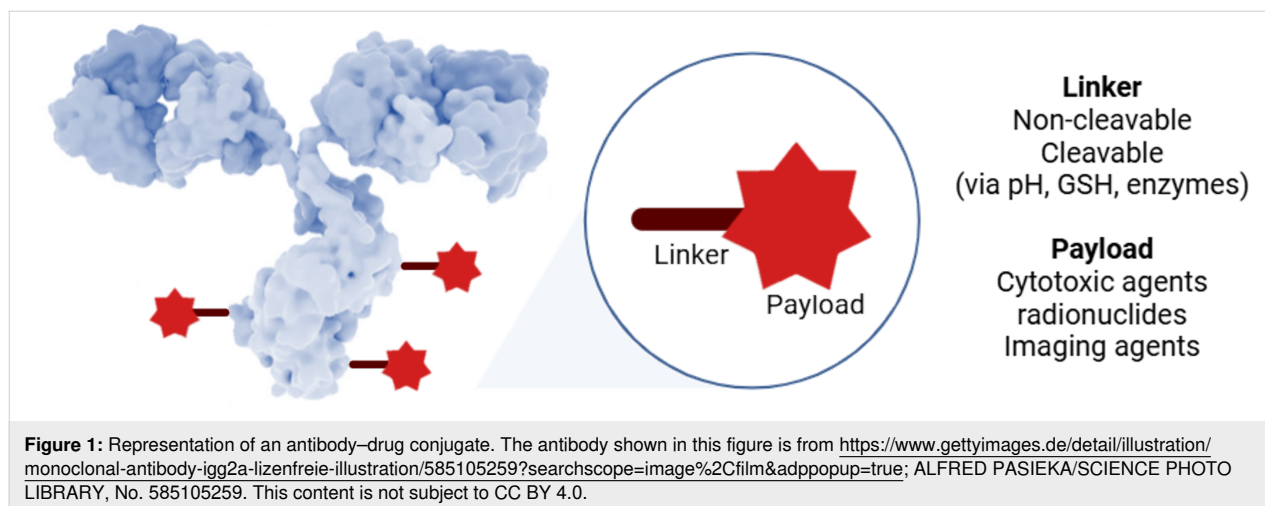 Linker
Payload
Linker
Non-cleavable
Cleavable
(via pH, GSH, enzymes)
Payload
Cytotoxic agents
radionuclides
Imaging agents
Figure 1: Representation of an antibody–drug conjugate. The antibody shown in this figure is from https://www.gettyimages.de/detail/illustration/
monoclonal-antibody-igg2a-lizenfreie-illustration/585105259?searchscope=image%2Cfilm&adppopup=true; ALFRED PASIEKA/SCIENCE PHOTO
LIBRARY, No. 585105259. This content is not subject to CC BY 4.0.